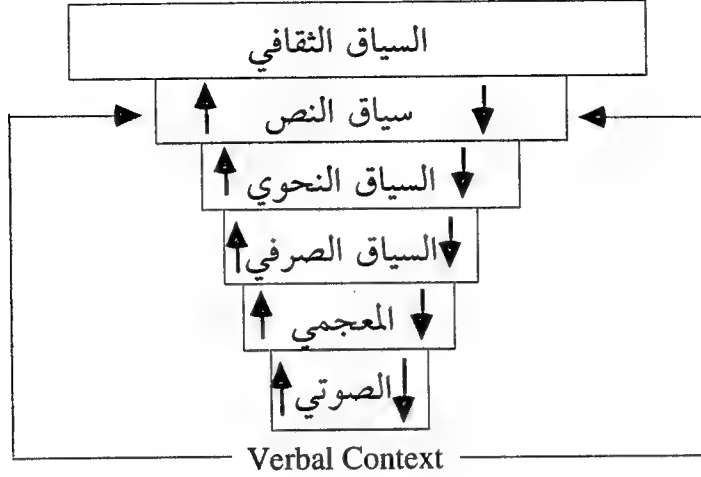 السياق الثقافي
سياق النص
السياق النحوي
السياق الصرفي
المعجمي
الصوتي
Verbal Context